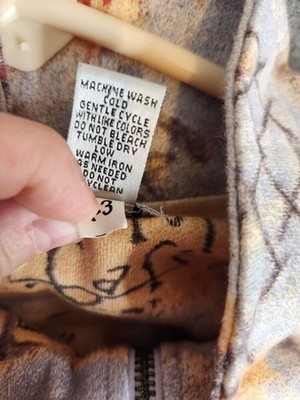 MACHINE WASH
COLD
GENTLE CYCLE
WITH LIKE COLORS
DO NOT BLEACH
TUMBLE DRY
LOW
WARM IRON
AS NEEDED
DO NOT
3